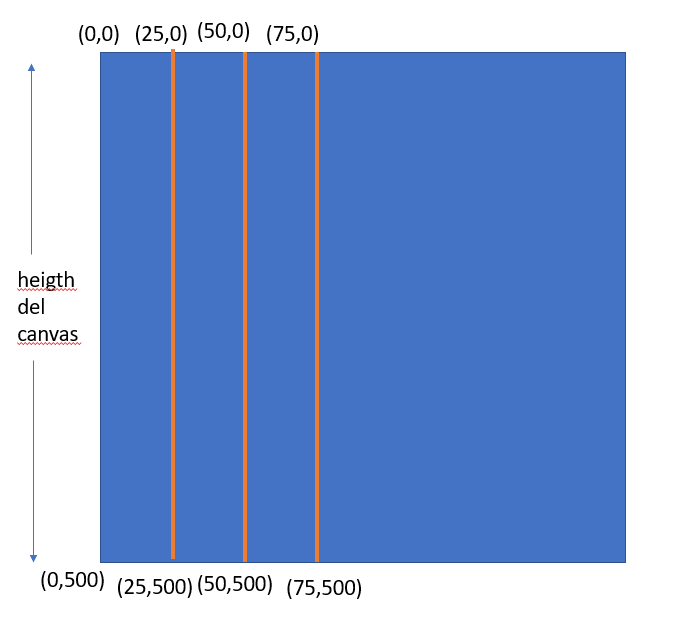 (0,0) (25,0) (50,0) (75,0)
heigth
del
canvas
(0,500) (25,500) (50,500) (75,500)